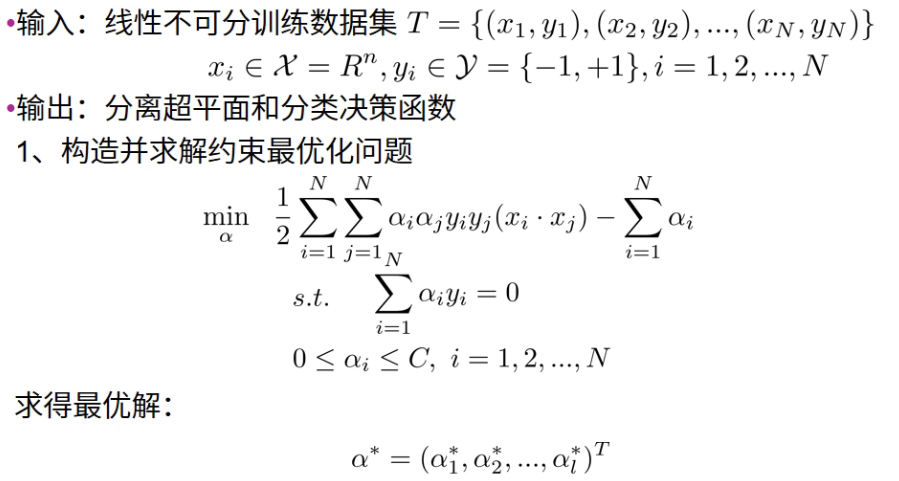 •输入：线性不可分训练数据集 $T = \{(x_1, y_1), (x_2, y_2), ..., (x_N, y_N)\}$
$x_i \in \mathcal{X} = R^n, y_i \in \mathcal{Y} = \{-1, +1\}, i = 1, 2, ..., N$
•输出：分离超平面和分类决策函数
1、构造并求解约束最优化问题
$\min_{\alpha} \frac{1}{2} \sum_{i=1}^{N} \sum_{j=1}^{N} \alpha_i \alpha_j y_i y_j (x_i \cdot x_j) - \sum_{i=1}^{N} \alpha_i$
$s.t. \sum_{i=1}^{N} \alpha_i y_i = 0$
$0 \leq \alpha_i \leq C, \ i = 1, 2, ..., N$
求得最优解：
$\alpha^* = (\alpha_1^*, \alpha_2^*, ..., \alpha_l^*)^T$